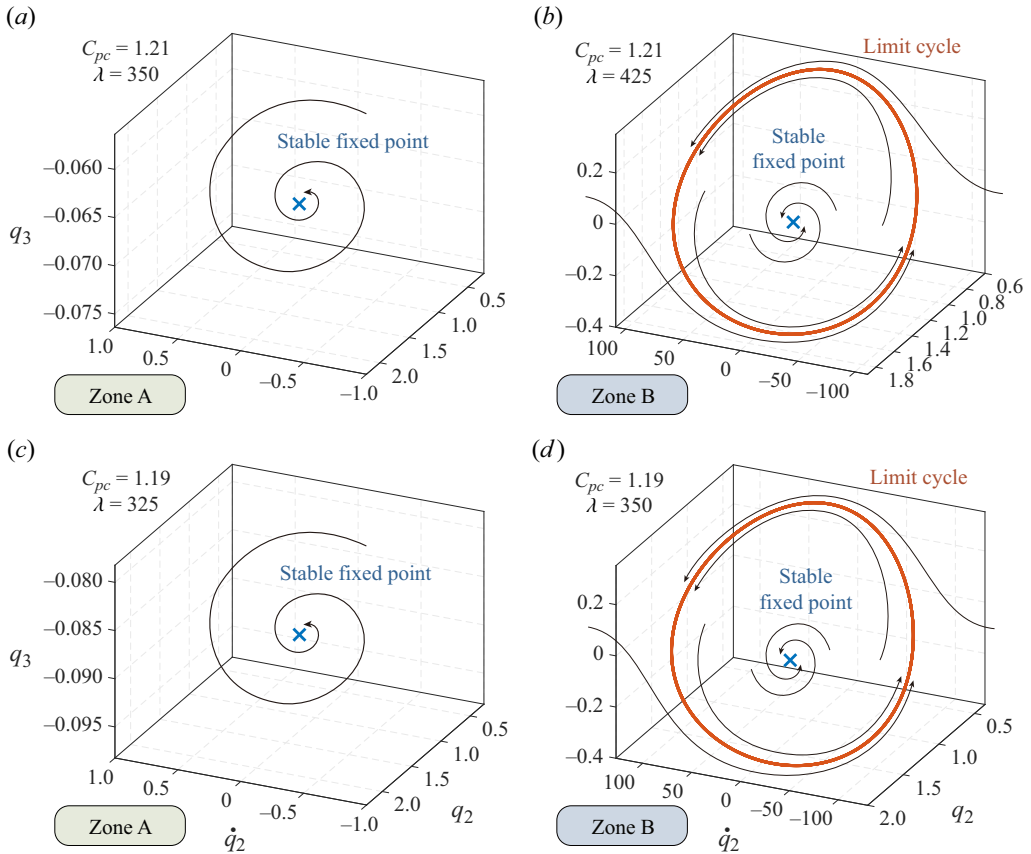 (a)
C_pc = 1.21
λ = 350
Stable fixed point
–0.060
–0.065
–0.070
–0.075
q_3
1.0
0.5
0
–0.5
–1.0
0.5
1.0
1.5
2.0
Zone A
(b)
C_pc = 1.21
λ = 425
Limit cycle
Stable
fixed point
0.2
0
–0.2
–0.4
100
50
0
–50
–100
0.6
0.8
1.0
1.2
1.4
1.6
1.8
Zone B
(c)
C_pc = 1.19
λ = 325
Stable fixed point
–0.080
–0.085
–0.090
–0.095
q_3
1.0
0.5
0
–0.5
–1.0
0.5
1.0
1.5
2.0
q̇_2
q_2
Zone A
(d)
C_pc = 1.19
λ = 350
Limit cycle
Stable
fixed point
0.2
0
–0.2
–0.4
100
50
0
–50
–100
0.5
1.0
1.5
2.0
q̇_2
q_2
Zone B